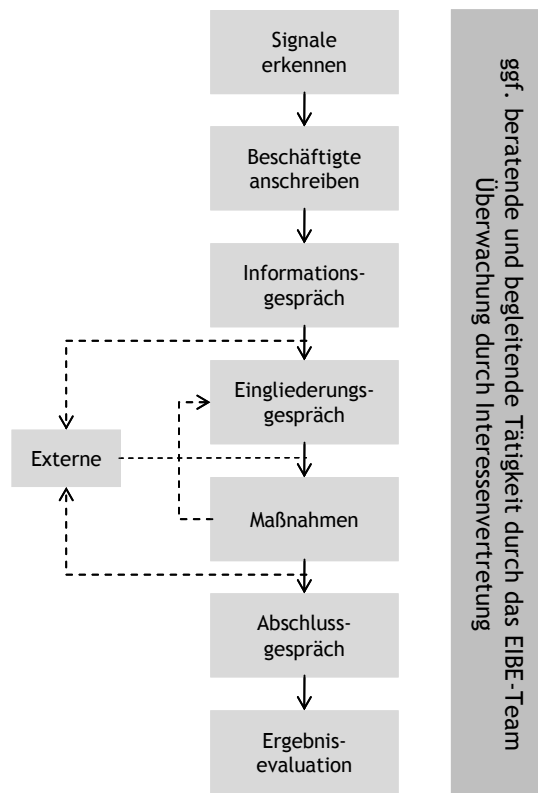 Signale
erkennen
Beschäftigte
anschreiben
Informations-
gespräch
Eingliederungs-
gespräch
Externe
Maßnahmen
Abschluss-
gespräch
Ergebnis-
evaluation
ggf. beratende und begleitende Tätigkeit durch das EIBE-Team
Überwachung durch Interessenvertretung